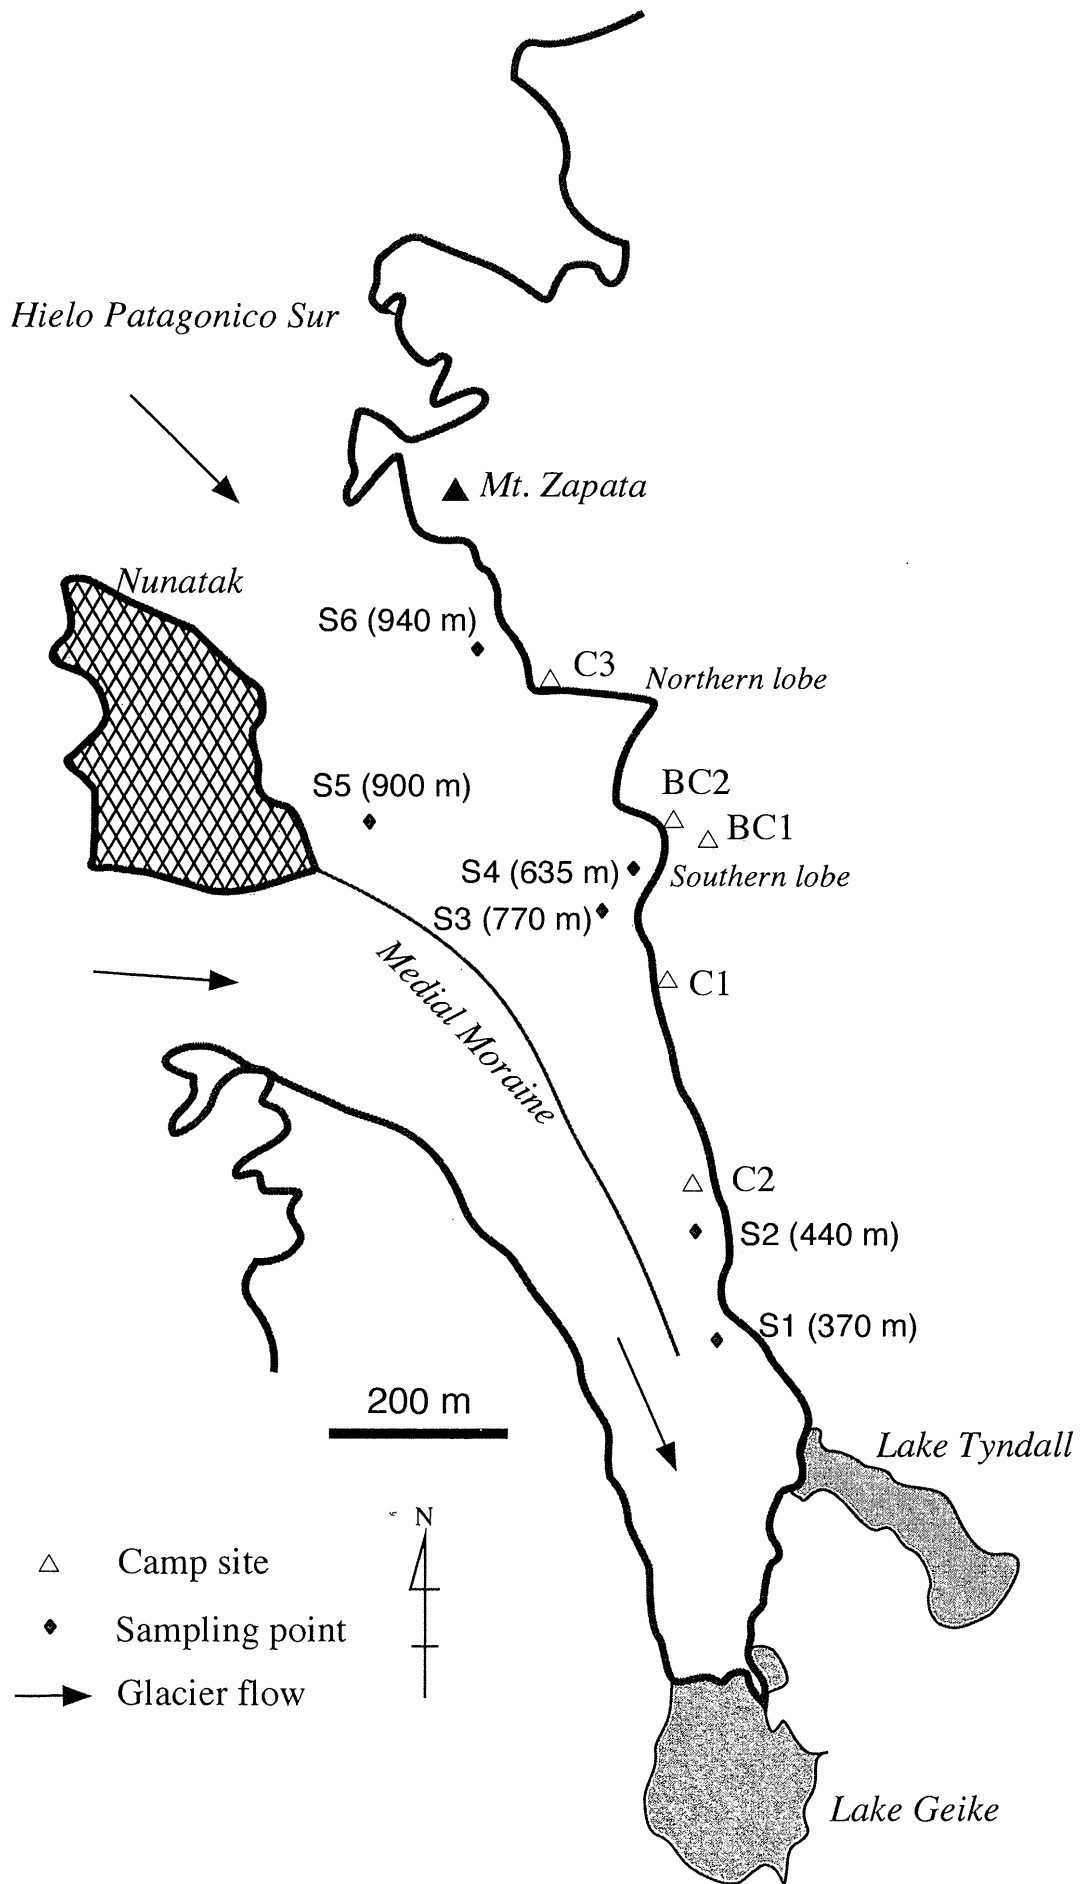 Hielo Patagonico Sur
Mt. Zapata
Nunatak
S6 (940 m)
C3
Northern lobe
S5 (900 m)
BC2
BC1
S4 (635 m)
Southern lobe
S3 (770 m)
Medial Moraine
C1
C2
S2 (440 m)
S1 (370 m)
200 m
Lake Tyndall
N
Camp site
Sampling point
Glacier flow
Lake Geike